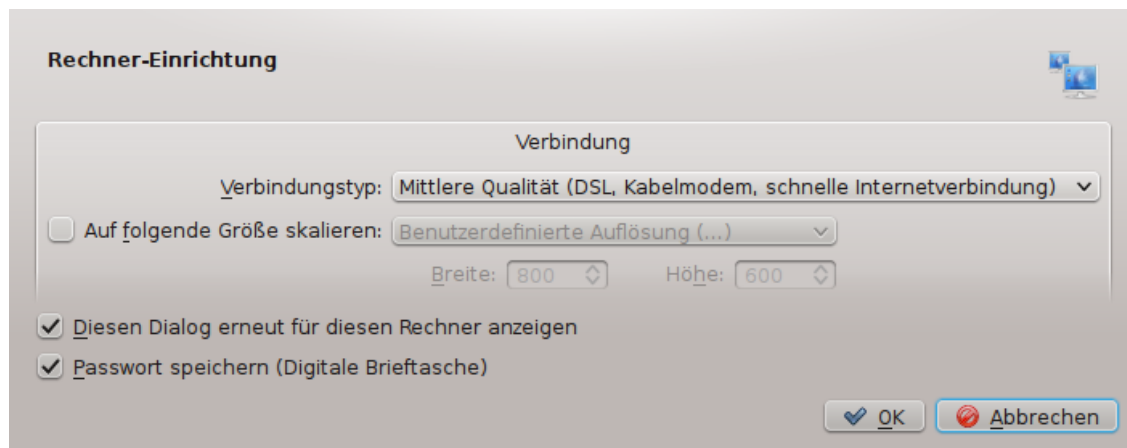 Rechner-Einrichtung
Verbindung
Verbindungstyp: Mittlere Qualität (DSL, Kabelmodem, schnelle Internetverbindung)
Auf folgende Größe skalieren: Benutzerdefinierte Auflösung (...)
Breite: 800 Höhe: 600
Diesen Dialog erneut für diesen Rechner anzeigen
Passwort speichern (Digitale Brieftasche)
OK Abbrechen